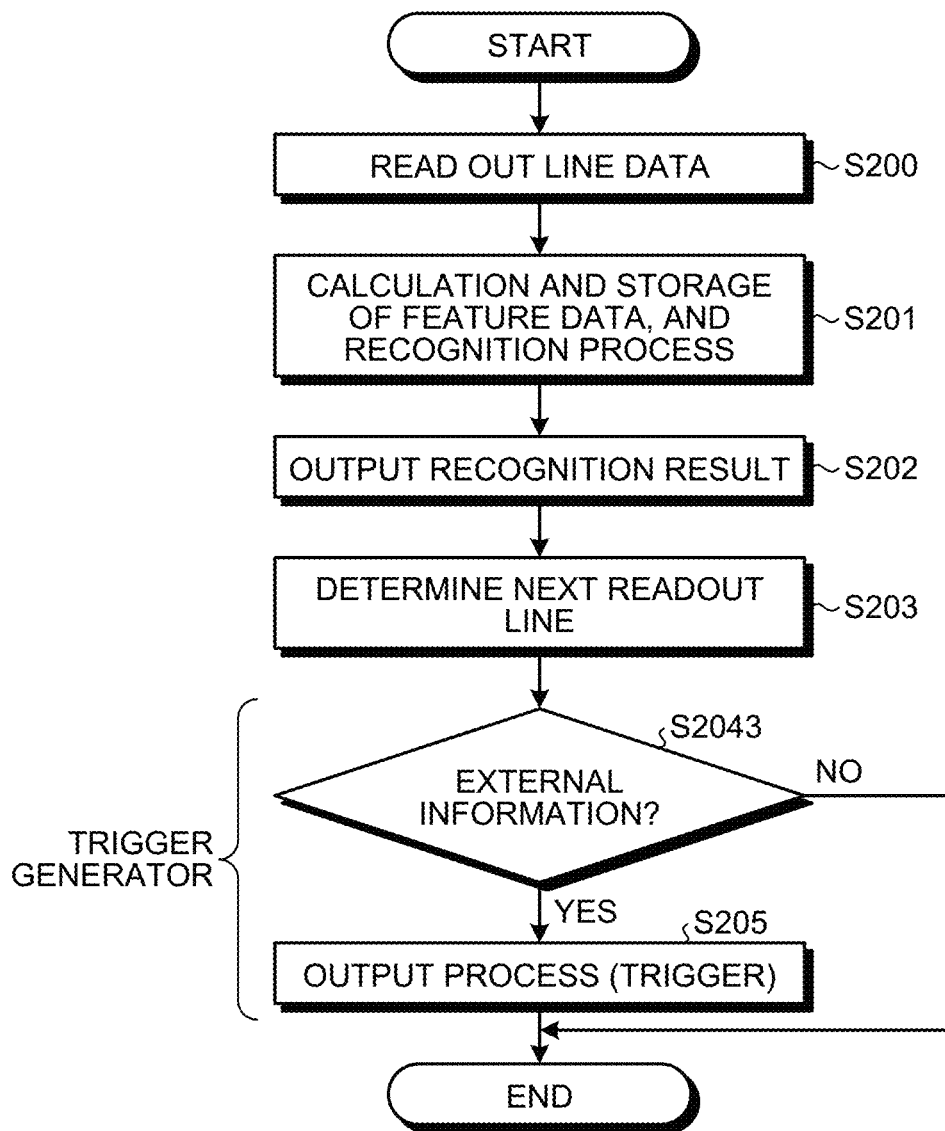 START
READ OUT LINE DATA
S200
CALCULATION AND STORAGE
OF FEATURE DATA, AND
RECOGNITION PROCESS
S201
OUTPUT RECOGNITION RESULT
S202
DETERMINE NEXT READOUT
LINE
S203
S2043
EXTERNAL
INFORMATION?
NO
TRIGGER
GENERATOR
YES
S205
OUTPUT PROCESS (TRIGGER)
END